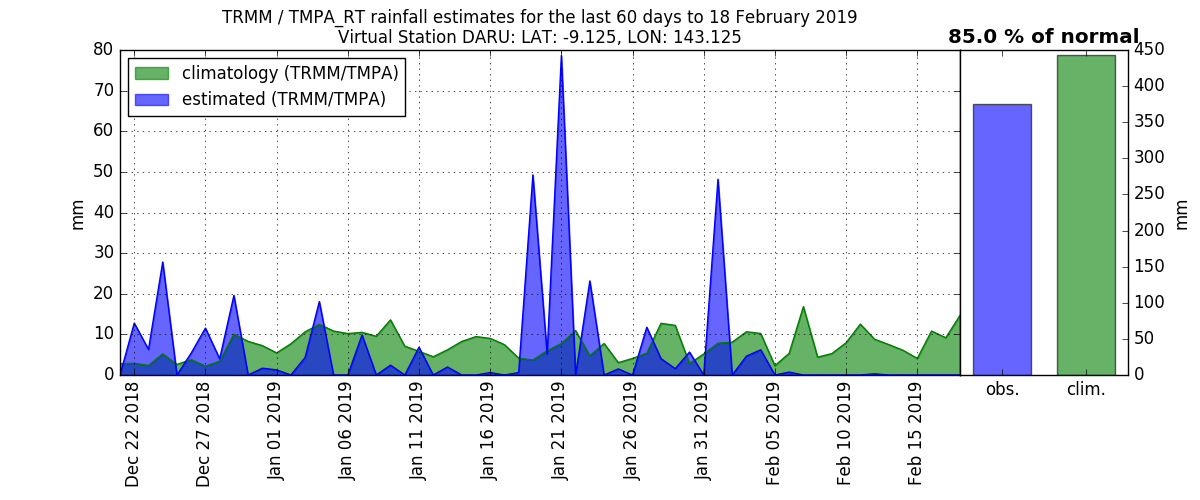 TRMM / TMPA_RT rainfall estimates for the last 60 days to 18 February 2019
Virtual Station DARU: LAT: -9.125, LON: 143.125
85.0 % of normal
climatology (TRMM/TMPA)
estimated (TRMM/TMPA)
80
70
60
50
40
30
20
10
0
mm
Dec 22 2018
Dec 27 2018
Jan 01 2019
Jan 06 2019
Jan 11 2019
Jan 16 2019
Jan 21 2019
Jan 26 2019
Jan 31 2019
Feb 05 2019
Feb 10 2019
Feb 15 2019
obs.
clim.
450
400
350
300
250
200
150
100
50
0
mm